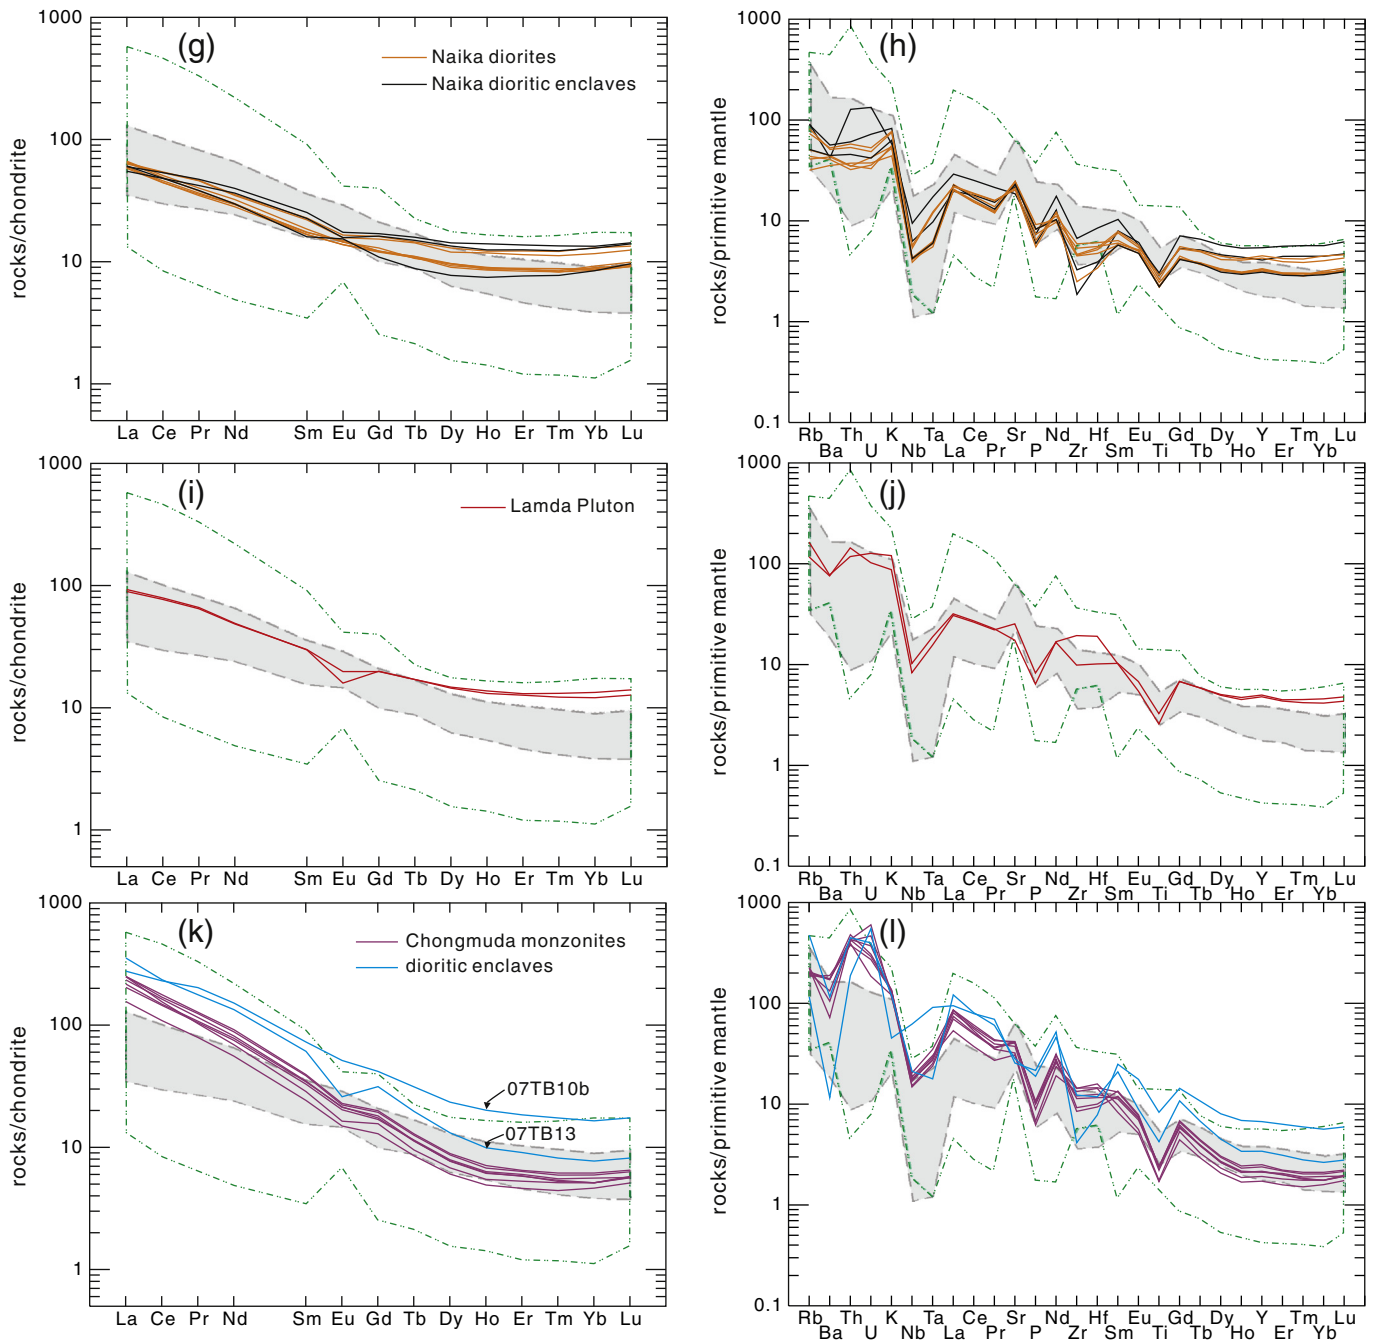 (g)
Naika diorites
Naika dioritic enclaves
rocks/chondrite
1000
100
10
1
La Ce Pr Nd Sm Eu Gd Tb Dy Ho Er Tm Yb Lu
(h)
rocks/primitive mantle
1000
100
10
1
0.1
Rb Th K Ta Ce Sr Nd Hf Eu Gd Dy Y Tm Lu
Ba U Nb La Pr P Zr Sm Ti Tb Ho Er Yb
(i)
Lamda Pluton
rocks/chondrite
1000
100
10
1
La Ce Pr Nd Sm Eu Gd Tb Dy Ho Er Tm Yb Lu
(j)
rocks/primitive mantle
1000
100
10
1
0.1
Rb Th K Ta Ce Sr Nd Hf Eu Gd Dy Y Tm Lu
Ba U Nb La Pr P Zr Sm Ti Tb Ho Er Yb
(k)
Chongmuda monzonites
dioritic enclaves
07TB10b
07TB13
rocks/chondrite
1000
100
10
1
La Ce Pr Nd Sm Eu Gd Tb Dy Ho Er Tm Yb Lu
(l)
rocks/primitive mantle
1000
100
10
1
0.1
Rb Th K Ta Ce Sr Nd Hf Eu Gd Dy Y Tm Lu
Ba U Nb La Pr P Zr Sm Ti Tb Ho Er Yb